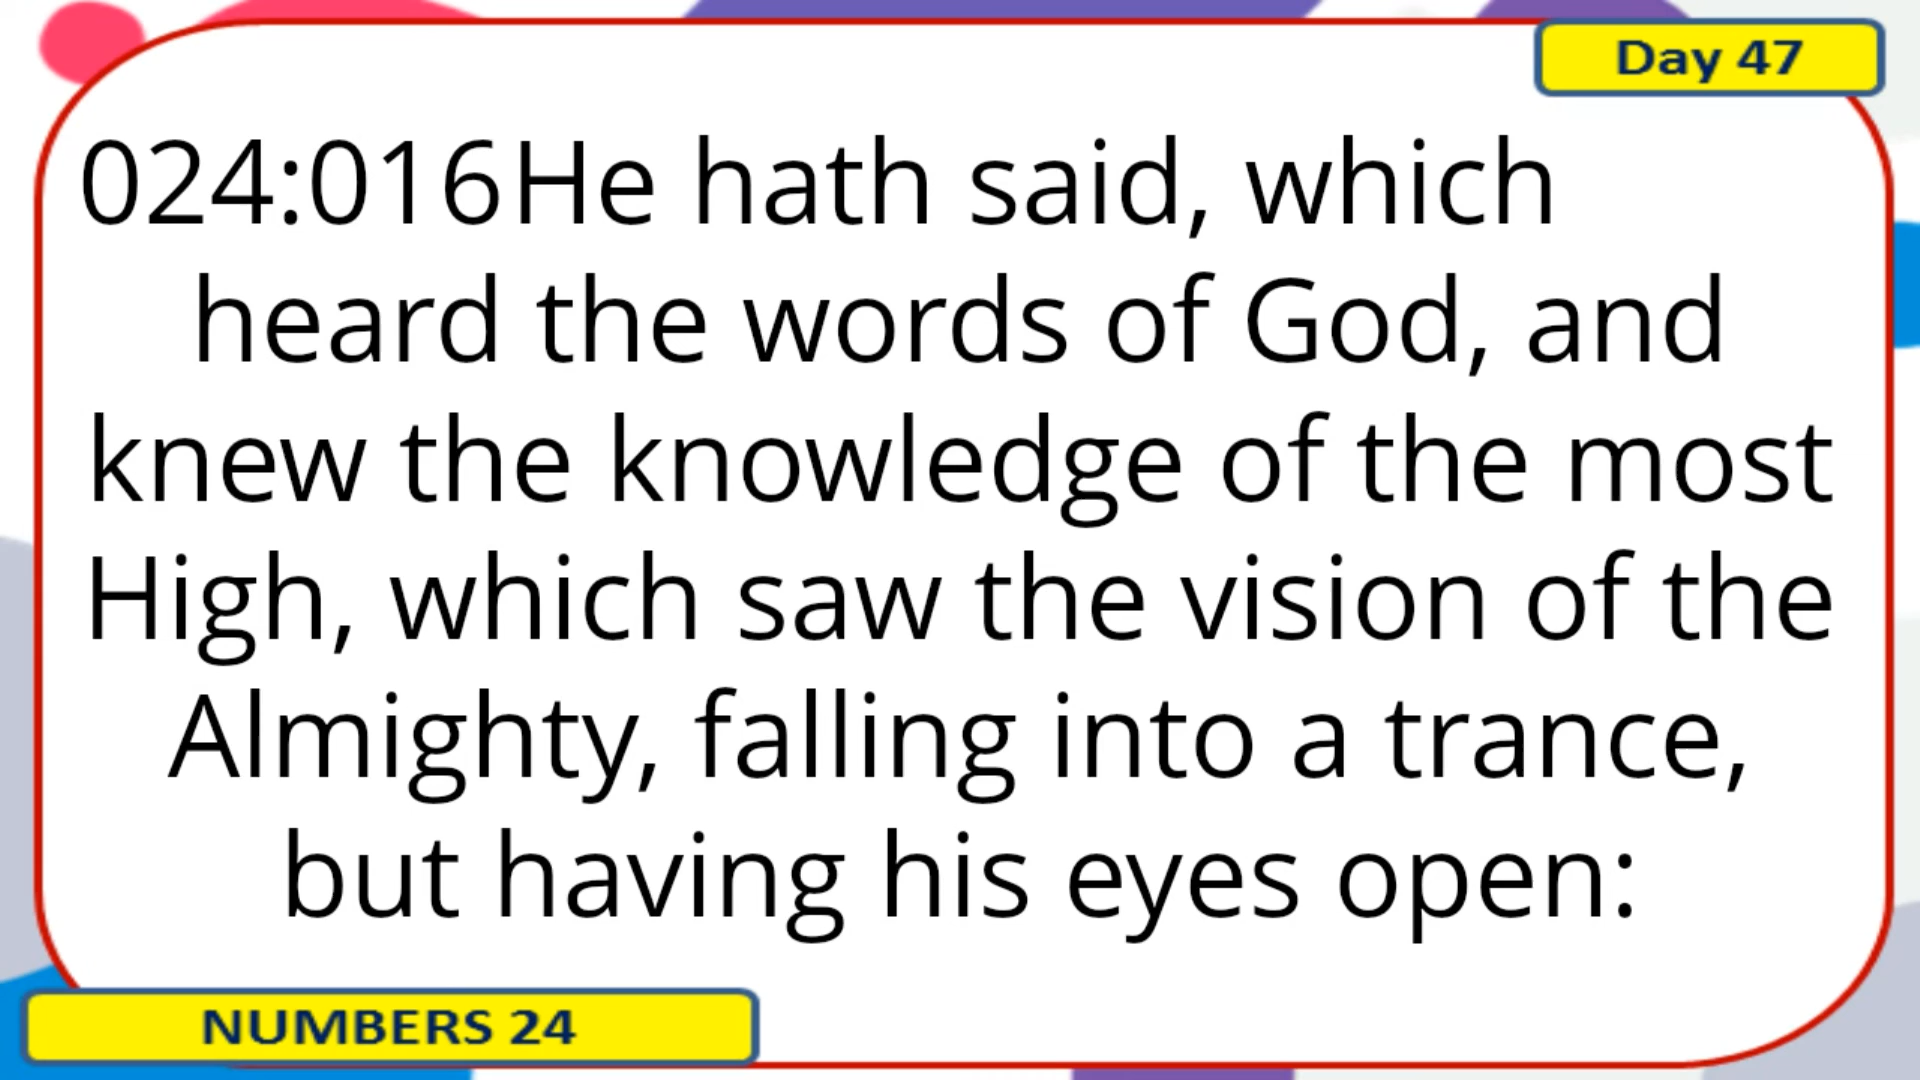 Day 47
024:016He hath said, which
heard the words of God, and
knew the knowledge of the most
High, which saw the vision of the
Almighty, falling into a trance,
but having his eyes open:
NUMBERS 24